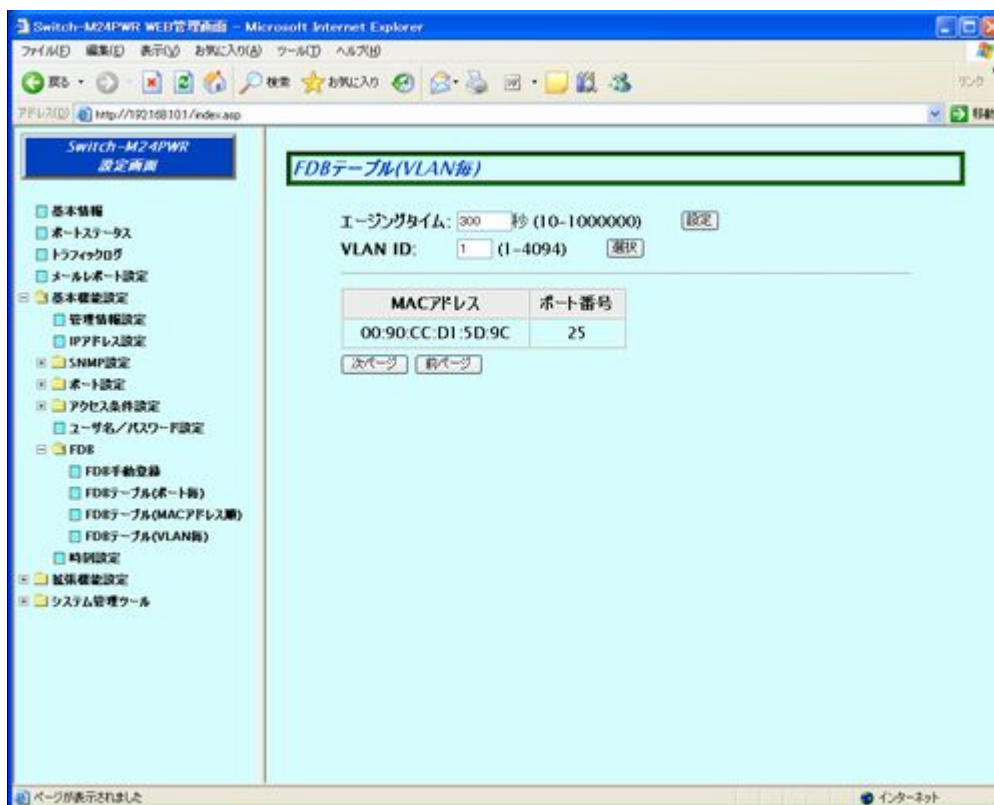 Switch-M24PWR WEB管理画面 - Microsoft Internet Explorer
ファイル(F) 編集(E) 表示(V) お気に入り(A) ツール(T) ヘルプ(H)
戻る 検索 お気に入り リンク
アドレス(D) http://192.168.1.01/index.asp 移動
Switch-M24PWR
設定画面
FDBテーブル(VLAN毎)
基本情報
ポートステータス
トラフィックログ
メールレポート設定
基本機能設定
管理情報設定
IPアドレス設定
SNMP設定
ポート設定
アクセス条件設定
ユーザ名/パスワード設定
FDB
FDB手動登録
FDBテーブル(ポート毎)
FDBテーブル(MACアドレス順)
FDBテーブル(VLAN毎)
時刻設定
拡張機能設定
システム管理ツール
エージングタイム: 300 秒 (10-1000000) 設定
VLAN ID: 1 (1-4094) 選択
MACアドレス ポート番号
00:90:CC:D1:5D:9C 25
次ページ 前ページ
ページが表示されました インターネット